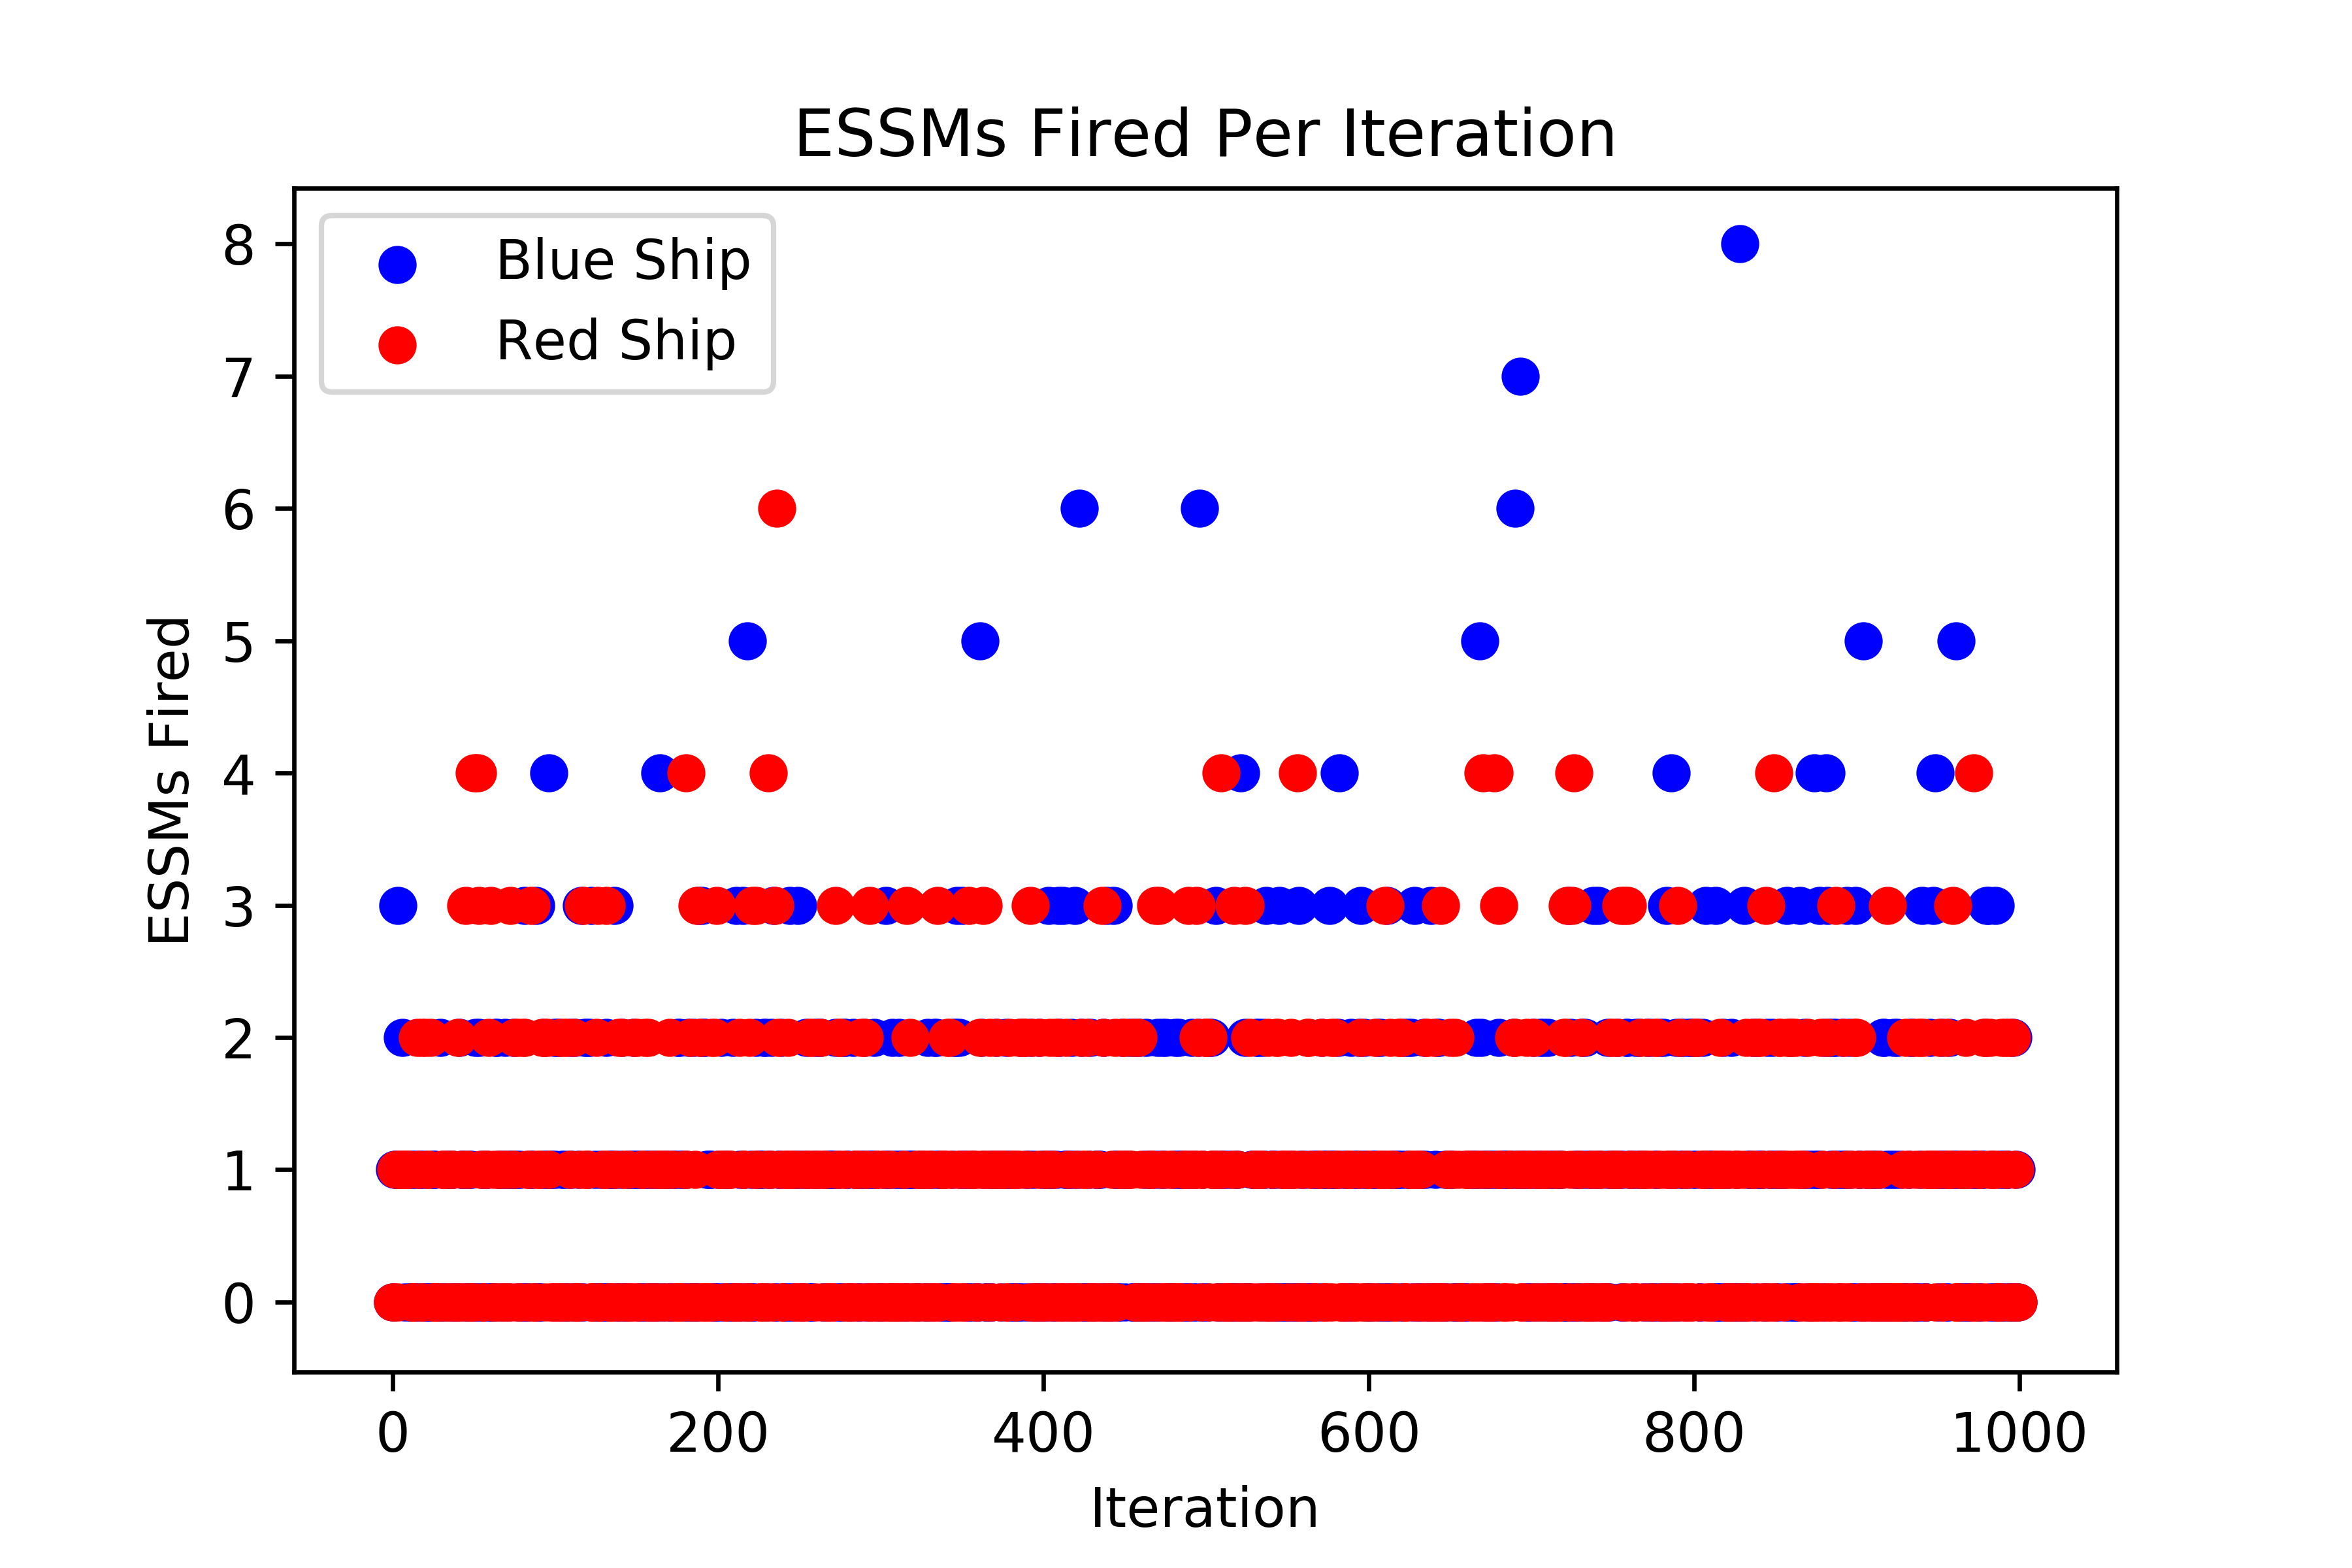 ESSMs Fired Per Iteration
Blue Ship
Red Ship
8
7
6
5
4
3
2
1
0
ESSMs Fired
0 200 400 600 800 1000
Iteration